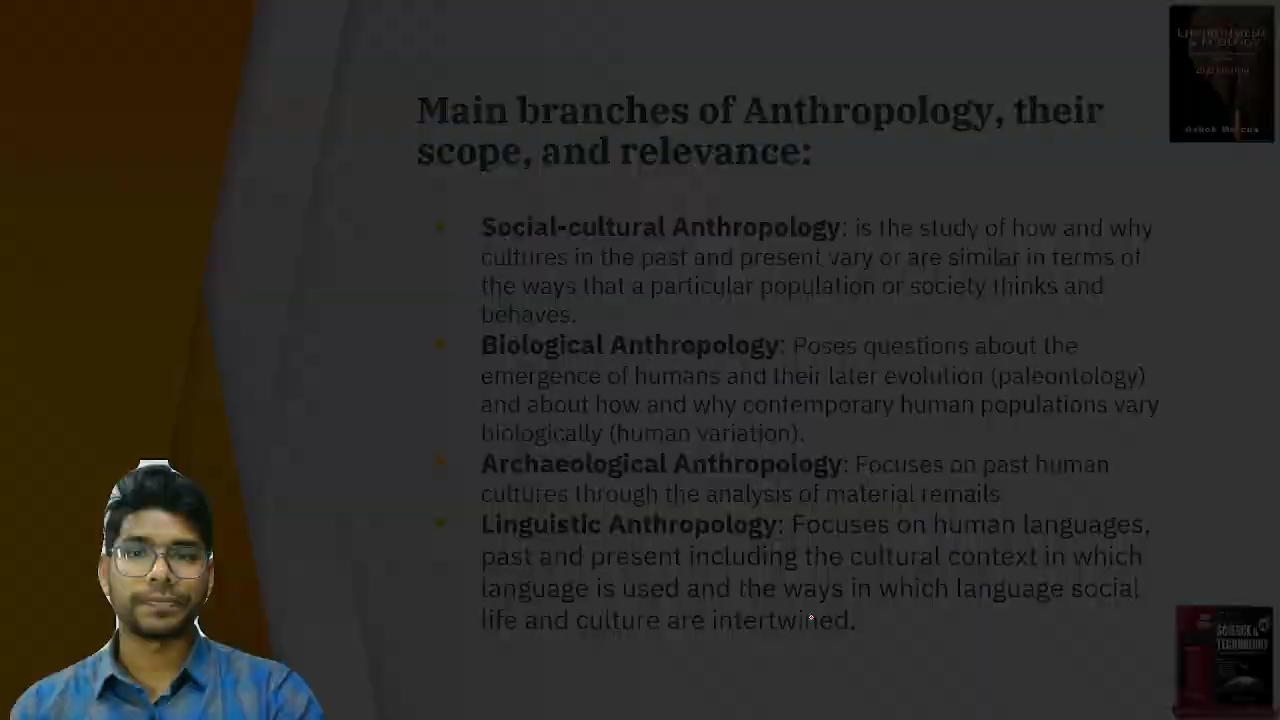 Main branches of Anthropology, their
scope, and relevance:
Social-cultural Anthropology: is the study of how and why
cultures in the past and present vary or are similar in terms of
the ways that a particular population or society thinks and
behaves.
Biological Anthropology: Poses questions about the
emergence of humans and their later evolution (paleontology)
and about how and why contemporary human populations vary
biologically (human variation).
Archaeological Anthropology: Focuses on past human
cultures through the analysis of material remails
Linguistic Anthropology: Focuses on human languages,
past and present including the cultural context in which
language is used and the ways in which language social
life and culture are intertwined.
ENVIRONMENT
& ECOLOGY
SCIENCE &
TECHNOLOGY